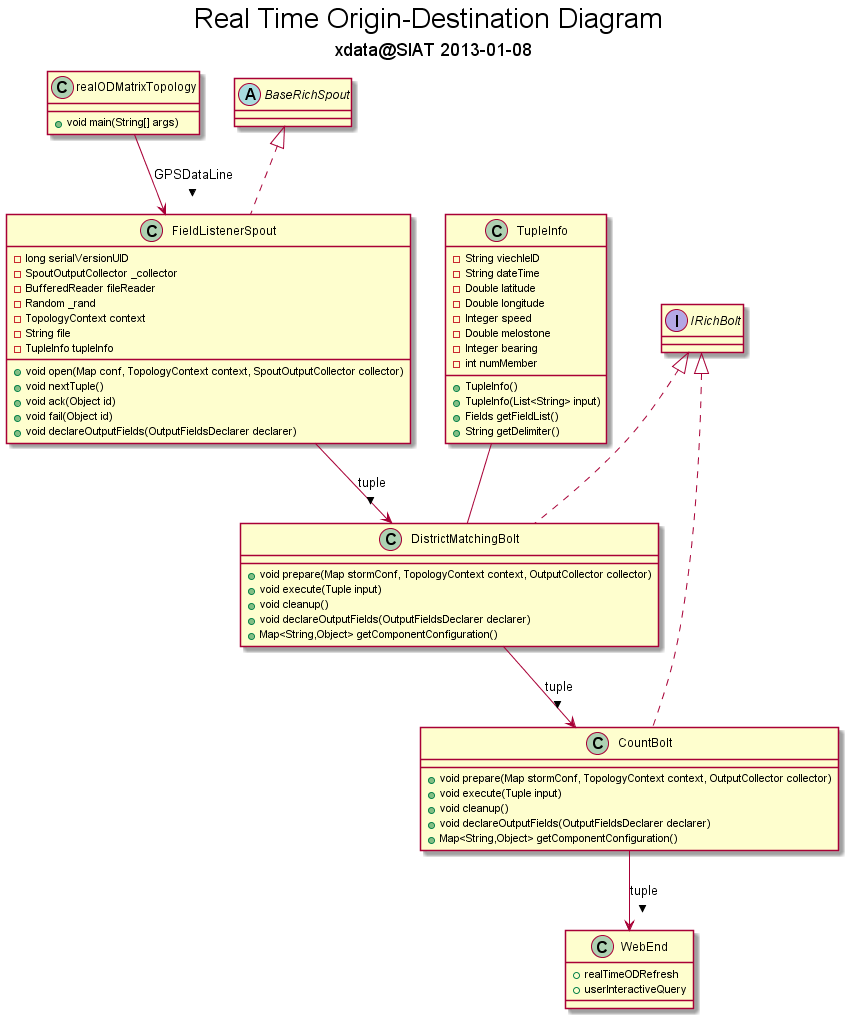 Real Time Origin-Destination Diagram
xdata@SIAT 2013-01-08
C realODMatrixTopology
void main(String[] args)
A BaseRichSpout
GPSDataLine
C FieldListenerSpout
long serialVersionUID
SpoutOutputCollector _collector
BufferedReader fileReader
Random _rand
TopologyContext context
String file
TupleInfo tupleInfo
void open(Map conf, TopologyContext context, SpoutOutputCollector collector)
void nextTuple()
void ack(Object id)
void fail(Object id)
void declareOutputFields(OutputFieldsDeclarer declarer)
C TupleInfo
String viechleID
String dateTime
Double latitude
Double longitude
Integer speed
Double melostone
Integer bearing
int numMember
TupleInfo()
TupleInfo(List<String> input)
Fields getFieldList()
String getDelimiter()
I IRichBolt
tuple
C DistrictMatchingBolt
void prepare(Map stormConf, TopologyContext context, OutputCollector collector)
void execute(Tuple input)
void cleanup()
void declareOutputFields(OutputFieldsDeclarer declarer)
Map<String,Object> getComponentConfiguration()
tuple
C CountBolt
void prepare(Map stormConf, TopologyContext context, OutputCollector collector)
void execute(Tuple input)
void cleanup()
void declareOutputFields(OutputFieldsDeclarer declarer)
Map<String,Object> getComponentConfiguration()
tuple
C WebEnd
realTimeODRefresh
userInteractiveQuery